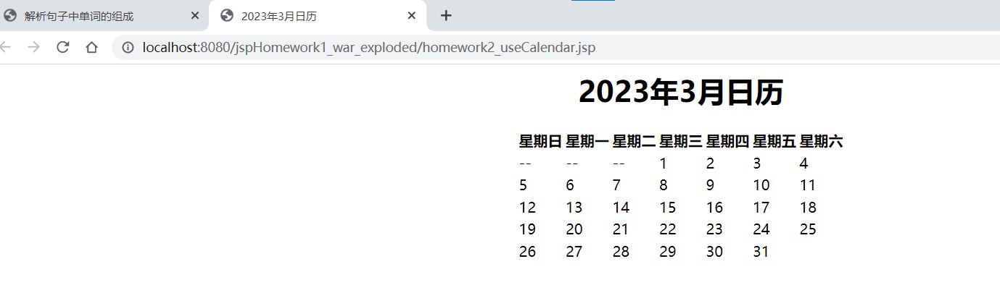 解析句子中单词的组成 2023年3月日历
localhost:8080/jspHomework1_war_exploded/homework2_useCalendar.jsp
2023年3月日历
星期日 星期一 星期二 星期三 星期四 星期五 星期六
-- -- -- 1 2 3 4
5 6 7 8 9 10 11
12 13 14 15 16 17 18
19 20 21 22 23 24 25
26 27 28 29 30 31